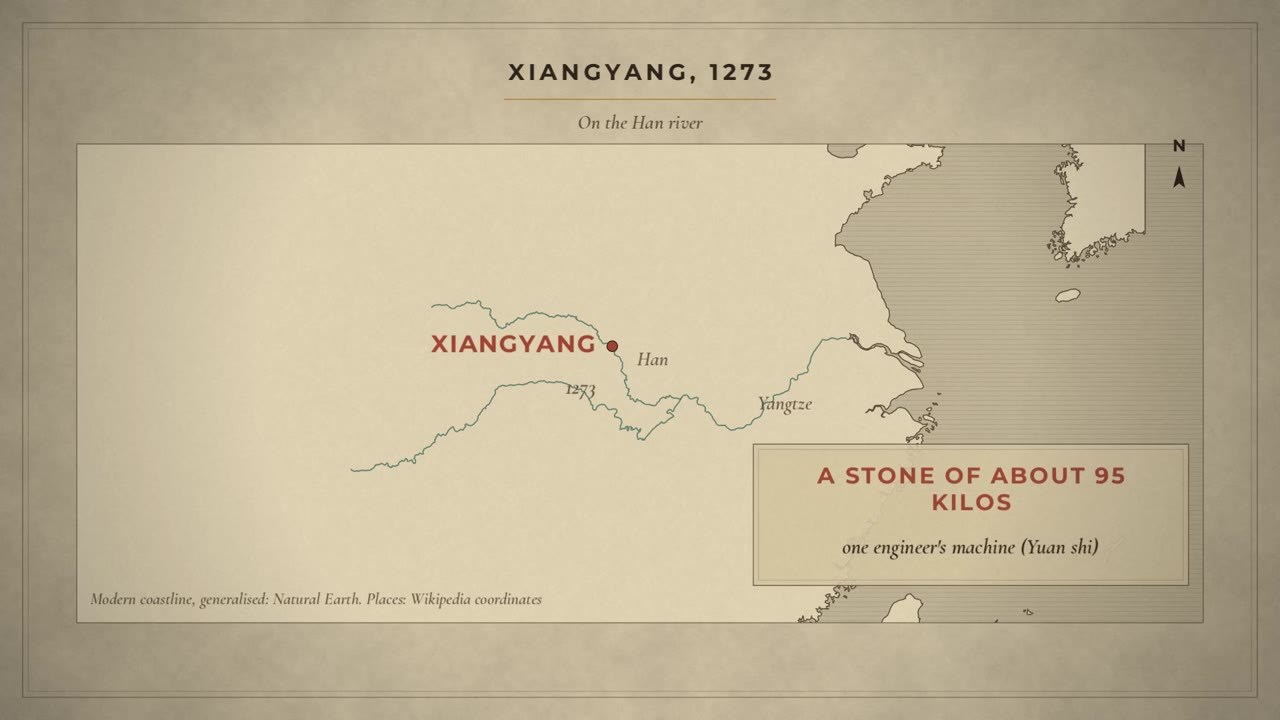 XIANGYANG, 1273
On the Han river
N
XIANGYANG
Han
1273
Yangtze
A STONE OF ABOUT 95
KILOS
one engineer's machine (Yuan shi)
Modern coastline, generalised: Natural Earth. Places: Wikipedia coordinates